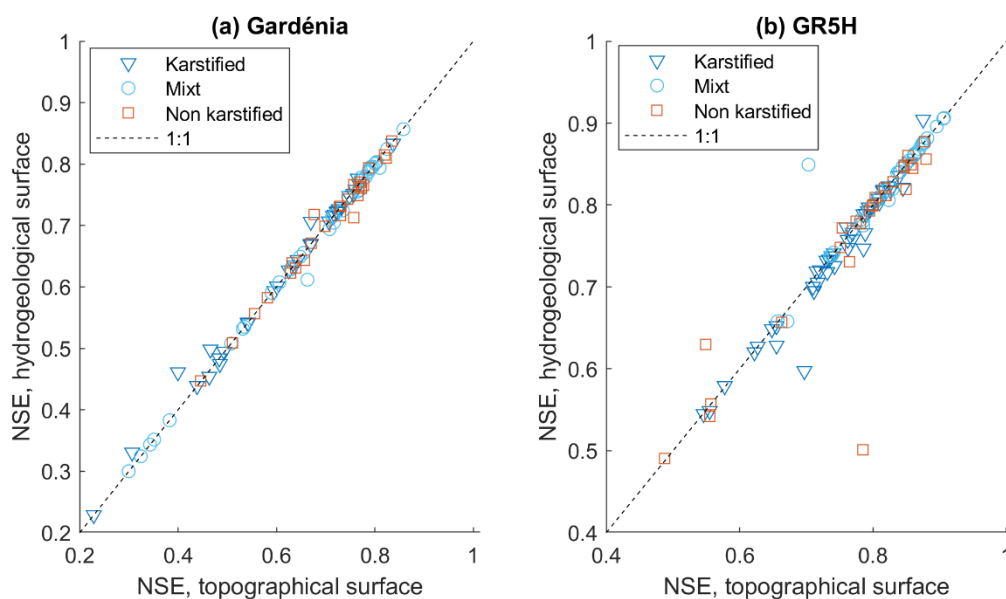 (a) Gardénia
(b) GR5H
Karstified
Mixt
Non karstified
1:1
Karstified
Mixt
Non karstified
1:1
NSE, hydrogeological surface
1
0.9
0.8
0.7
0.6
0.5
0.4
0.3
0.2
0.2
0.4
0.6
0.8
1
NSE, topographical surface
NSE, hydrogeological surface
1
0.9
0.8
0.7
0.6
0.5
0.4
0.4
0.6
0.8
1
NSE, topographical surface